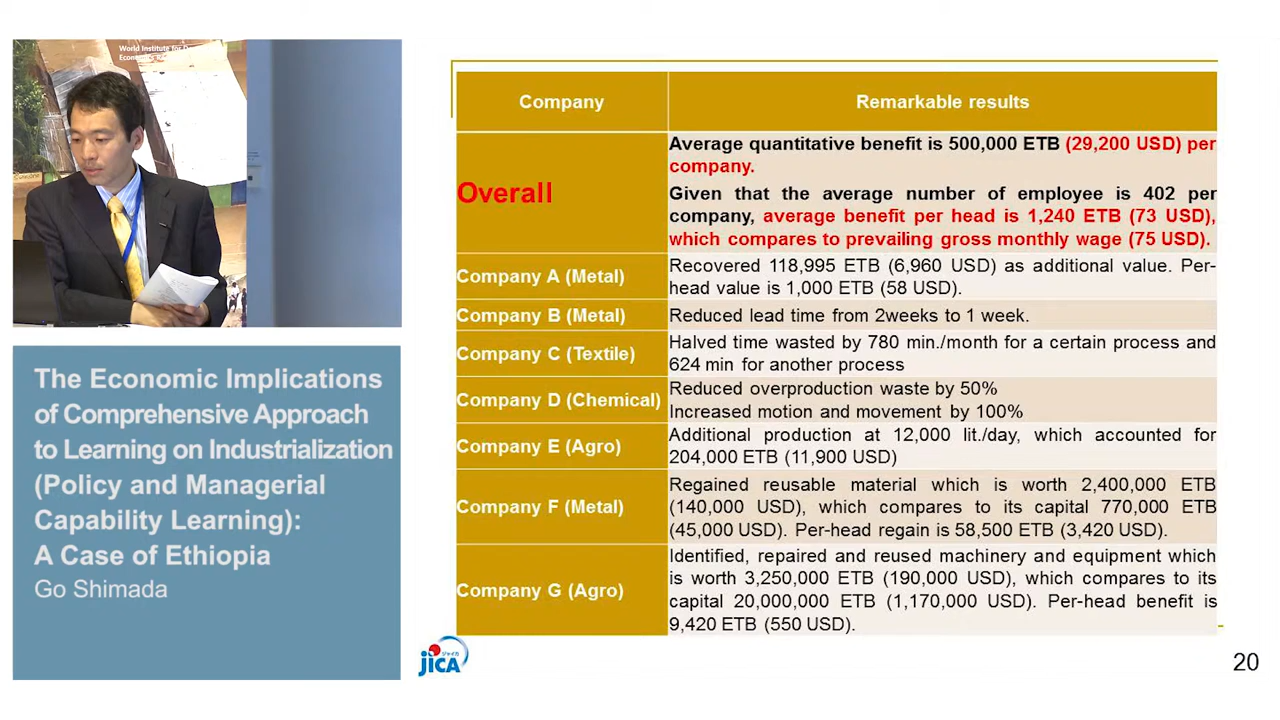 World Institute for D
Econo
The Economic Implications
of Comprehensive Approach
to Learning on Industrialization
(Policy and Managerial
Capability Learning):
A Case of Ethiopia
Go Shimada
Company
Remarkable results
Overall
Average quantitative benefit is 500,000 ETB (29,200 USD) per
company.
Given that the average number of employee is 402 per
company, average benefit per head is 1,240 ETB (73 USD),
which compares to prevailing gross monthly wage (75 USD).
Company A (Metal)
Recovered 118,995 ETB (6,960 USD) as additional value. Per-
head value is 1,000 ETB (58 USD).
Company B (Metal)
Reduced lead time from 2weeks to 1 week.
Company C (Textile)
Halved time wasted by 780 min./month for a certain process and
624 min for another process
Company D (Chemical)
Reduced overproduction waste by 50%
Increased motion and movement by 100%
Company E (Agro)
Additional production at 12,000 lit./day, which accounted for
204,000 ETB (11,900 USD)
Company F (Metal)
Regained reusable material which is worth 2,400,000 ETB
(140,000 USD), which compares to its capital 770,000 ETB
(45,000 USD). Per-head regain is 58,500 ETB (3,420 USD).
Company G (Agro)
Identified, repaired and reused machinery and equipment which
is worth 3,250,000 ETB (190,000 USD), which compares to its
capital 20,000,000 ETB (1,170,000 USD). Per-head benefit is
9,420 ETB (550 USD).
ジャイカ
JICA
20